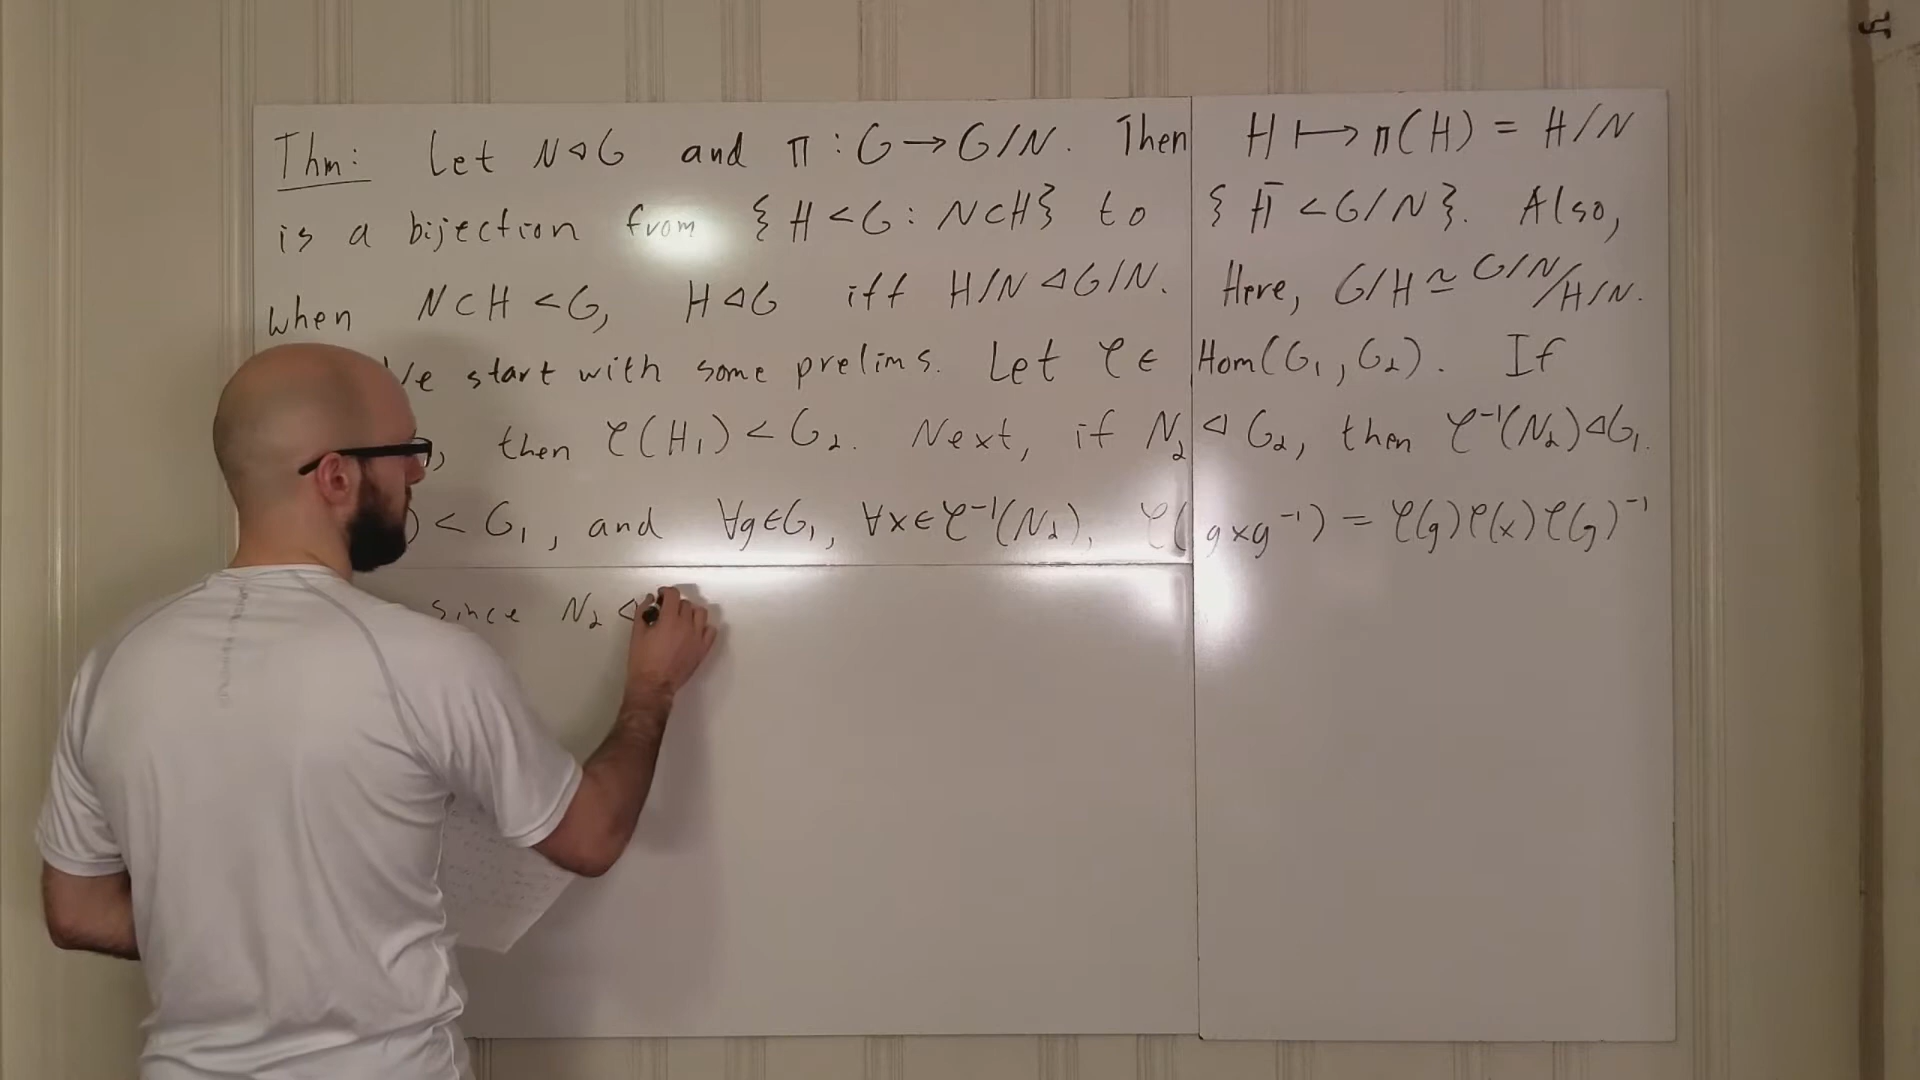 Thm: Let N⊲G and π : G → G/N. Then H ↦ π(H) = H/N
is a bijection from {H < G : N⊂H} to {H̄ < G/N}. Also,
when N⊂H < G, H⊲G iff H/N ⊲ G/N. Here, G/H ≃ G/N/H/N.
start with some prelims. Let φ ∈ Hom(G₁, G₂). If
, then φ(H₁) < G₂. Next, if N₂ ⊲ G₂, then φ⁻¹(N₂)⊲G₁.
) < G₁, and ∀g∈G₁, ∀x∈φ⁻¹(N₂), φ(gxg⁻¹) = φ(g)φ(x)φ(G)⁻¹
since N₂ ⊲